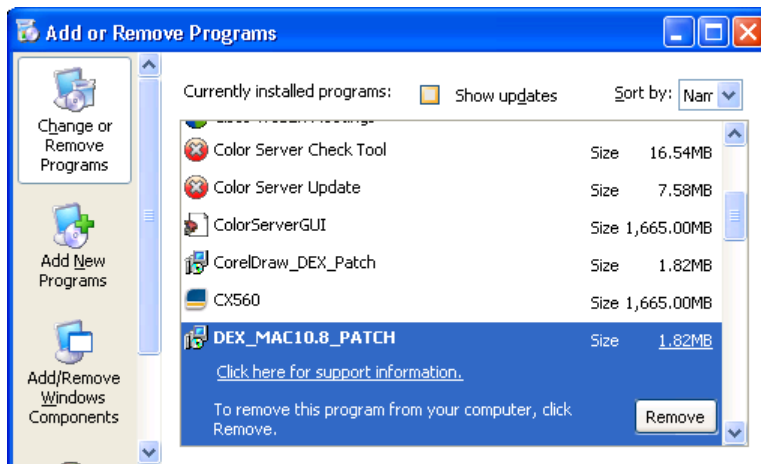 Add or Remove Programs
Change or
Remove
Programs
Add New
Programs
Add/Remove
Windows
Components
Currently installed programs:
Show updates
Sort by: Nam
Color Server Check Tool Size 16.54MB
Color Server Update Size 7.58MB
ColorServerGUI Size 1,665.00MB
CorelDraw_DEX_Patch Size 1.82MB
CX560 Size 1,665.00MB
DEX_MAC10.8_PATCH Size 1.82MB
Click here for support information.
To remove this program from your computer, click
Remove.
Remove